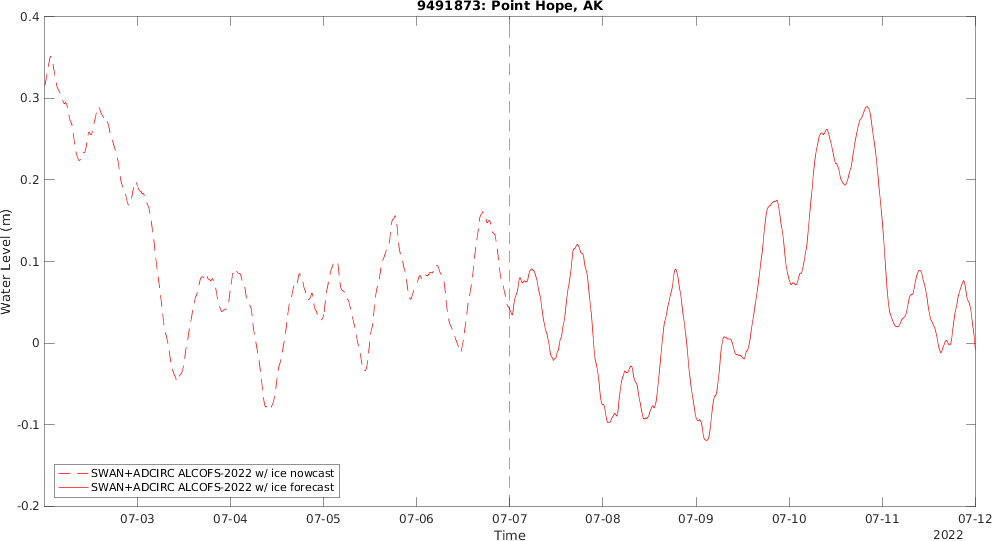 9491873: Point Hope, AK
0.4
0.3
0.2
0.1
0
-0.1
-0.2
Water Level (m)
SWAN+ADCIRC ALCOFS-2022 w/ ice nowcast
SWAN+ADCIRC ALCOFS-2022 w/ ice forecast
07-03 07-04 07-05 07-06 07-07 07-08 07-09 07-10 07-11 07-12
Time
2022